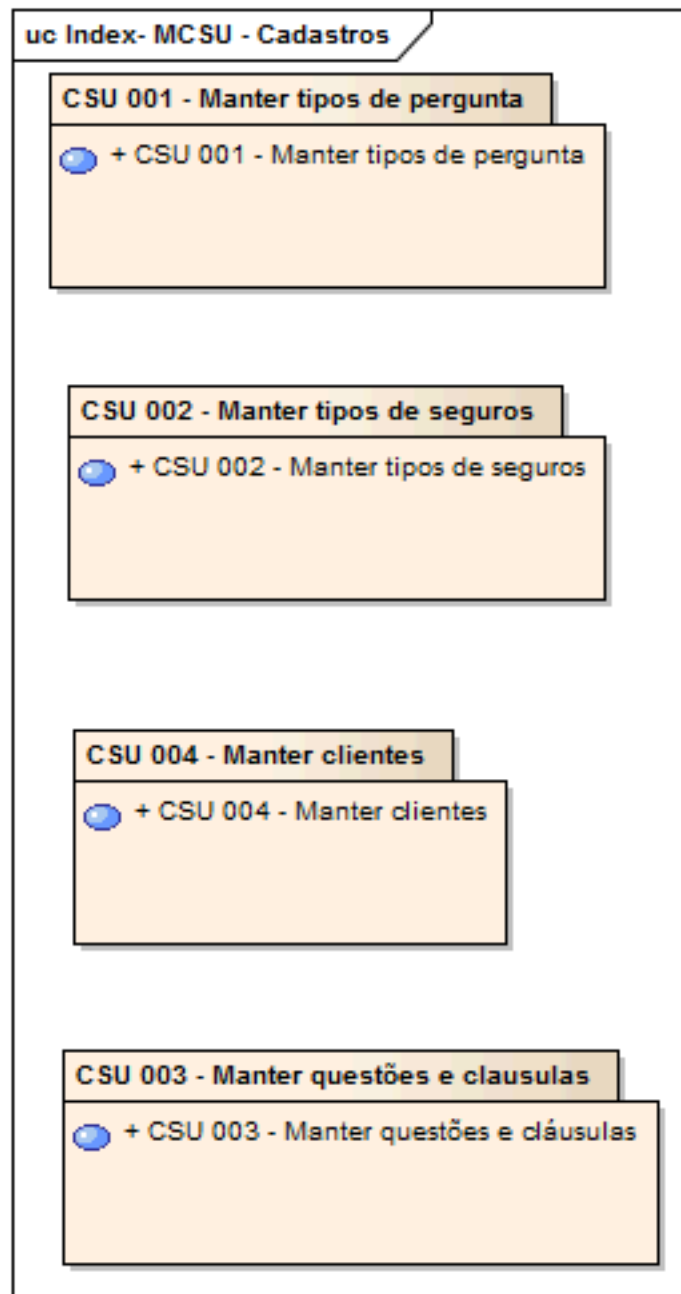 uc Index- MCSU - Cadastros
CSU 001 - Manter tipos de pergunta
+ CSU 001 - Manter tipos de pergunta
CSU 002 - Manter tipos de seguros
+ CSU 002 - Manter tipos de seguros
CSU 004 - Manter clientes
+ CSU 004 - Manter clientes
CSU 003 - Manter questões e clausulas
+ CSU 003 - Manter questões e cláusulas